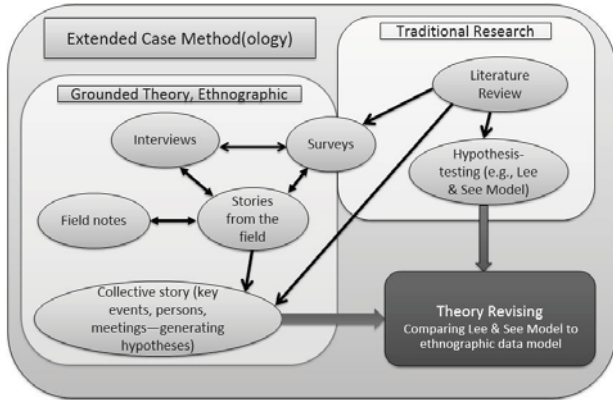 Extended Case Method(ology)
Traditional Research
Literature
Review
Grounded Theory, Ethnographic
Interviews
Surveys
Hypothesis-
testing (e.g., Lee
& See Model)
Field notes
Stories
from the
field
Collective story (key
events, persons,
meetings—generating
hypotheses)
Theory Revising
Comparing Lee & See Model to
ethnographic data model